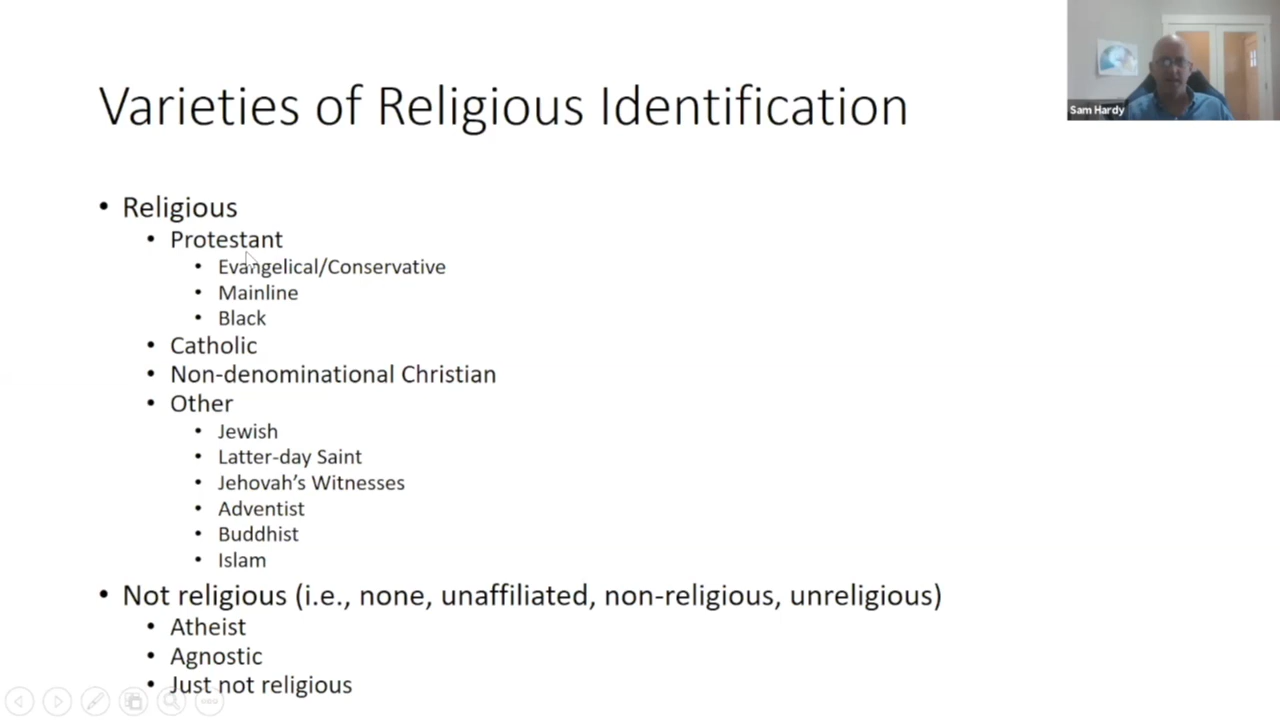 Varieties of Religious Identification
Sam Hardy
• Religious
• Protestant
• Evangelical/Conservative
• Mainline
• Black
• Catholic
• Non-denominational Christian
• Other
• Jewish
• Latter-day Saint
• Jehovah’s Witnesses
• Adventist
• Buddhist
• Islam
• Not religious (i.e., none, unaffiliated, non-religious, unreligious)
• Atheist
• Agnostic
• Just not religious